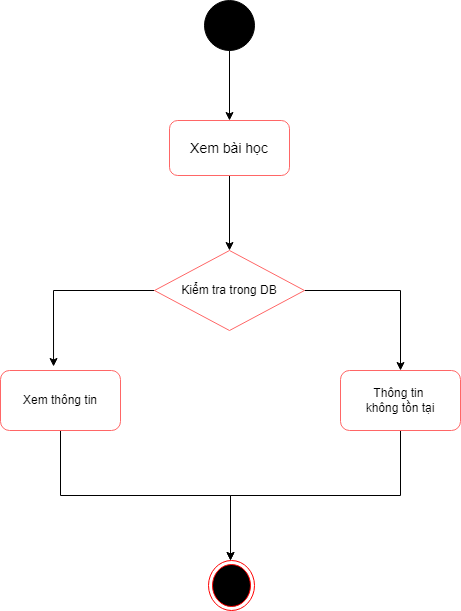 Xem bài học
Kiểm tra trong DB
Xem thông tin
Thông tin
không tồn tại